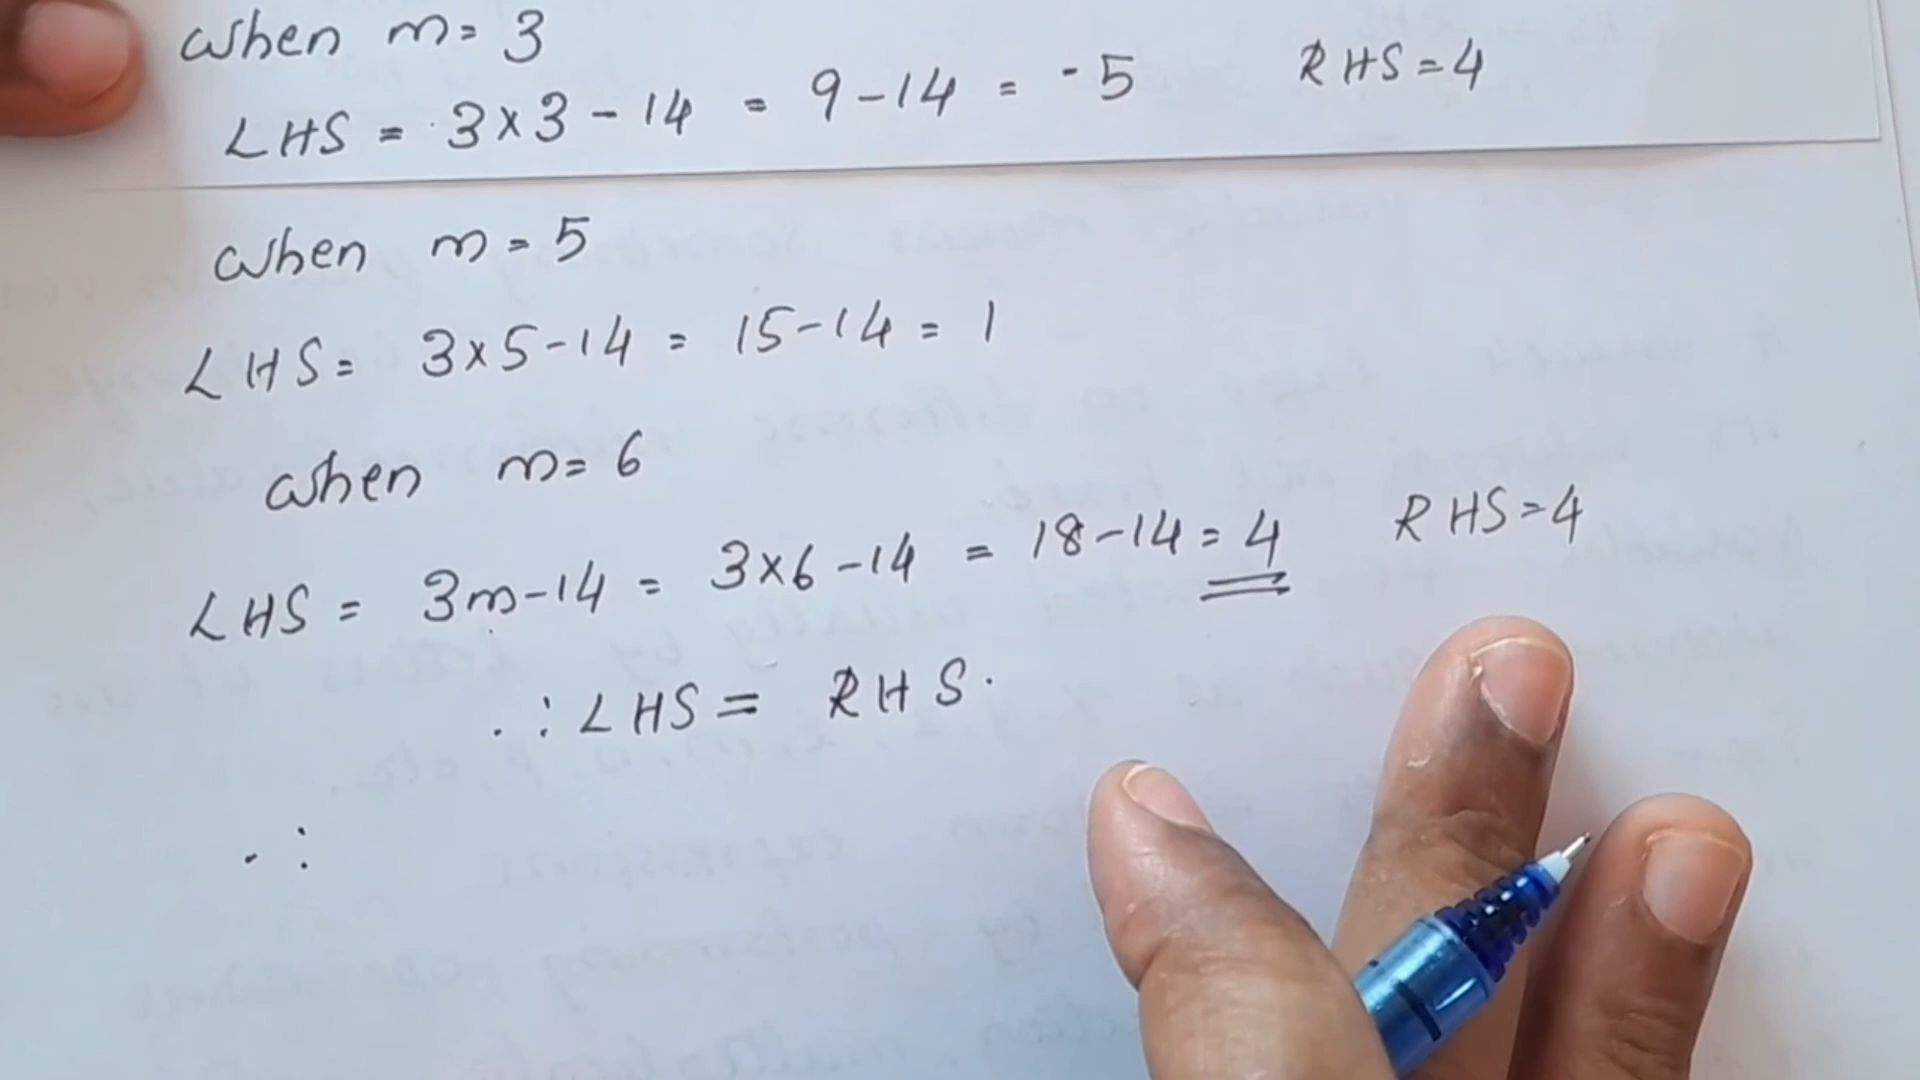 when m = 3
LHS = 3×3 - 14 = 9-14 = -5 RHS = 4
when m = 5
LHS = 3×5-14 = 15-14 = 1
when m = 6
LHS = 3m-14 = 3×6-14 = 18-14 = 4 RHS = 4
∴ LHS = RHS.
∴